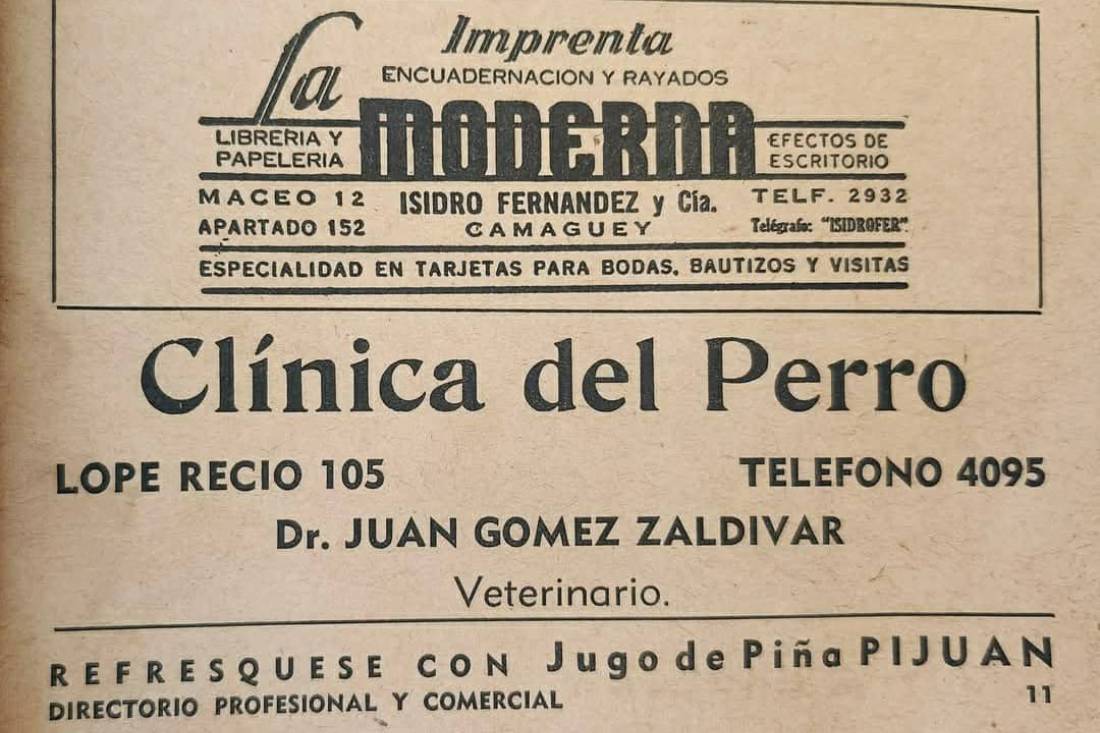 La
Imprenta
ENCUADERNACION Y RAYADOS
MODERNA
LIBRERIA Y
PAPELERIA
EFECTOS DE
ESCRITORIO
MACEO 12
ISIDRO FERNANDEZ y Cía.
TELF. 2932
APARTADO 152
CAMAGUEY
Telégrafo: "ISIDROFER"
ESPECIALIDAD EN TARJETAS PARA BODAS, BAUTIZOS Y VISITAS
Clínica del Perro
LOPE RECIO 105
TELEFONO 4095
Dr. JUAN GOMEZ ZALDIVAR
Veterinario.
REFRESQUESE CON Jugo de Piña PIJUAN
DIRECTORIO PROFESIONAL Y COMERCIAL
11